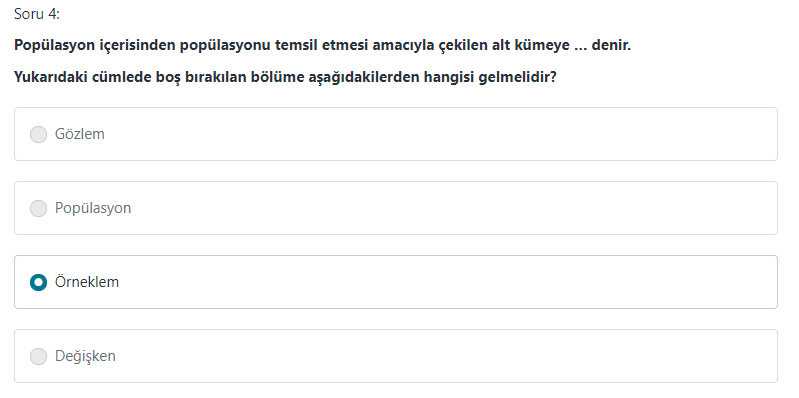 Soru 4:
Popülasyon içerisinden popülasyonu temsil etmesi amacıyla çekilen alt kümeye ... denir.
Yukarıdaki cümlede boş bırakılan bölüme aşağıdakilerden hangisi gelmelidir?
Gözlem
Popülasyon
Örneklem
Değişken